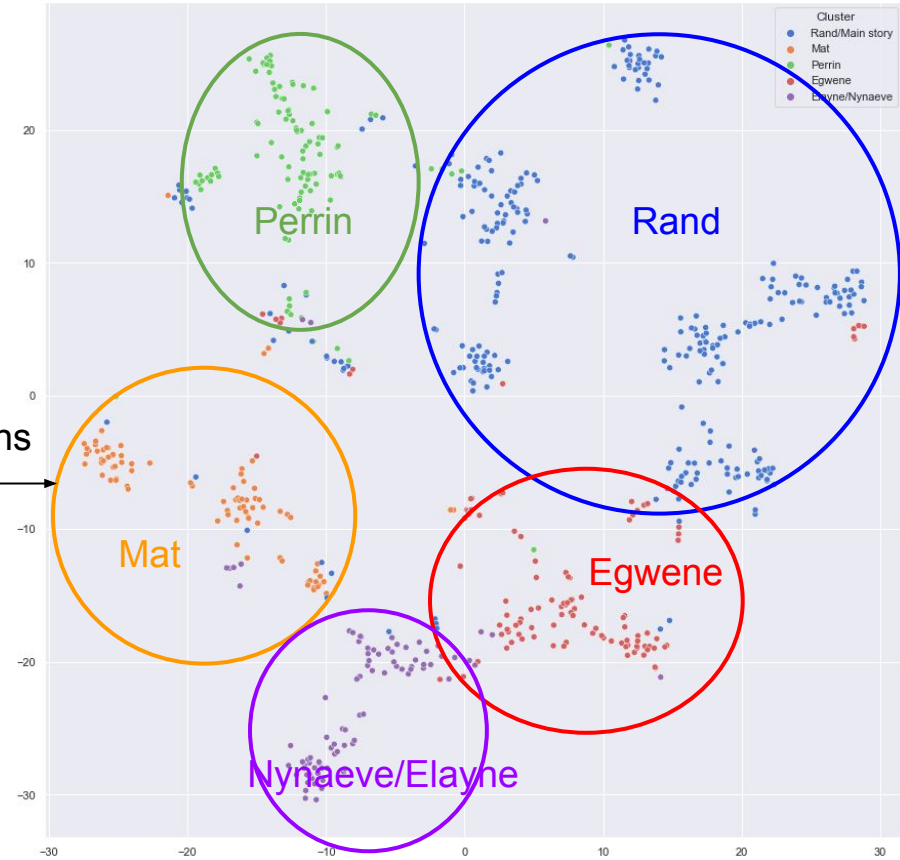 Cluster
Rand/Main story
Mat
Perrin
Egwene
Elayne/Nynaeve
20
10
0
−10
−20
−30
Perrin
Rand
ns
Mat
Egwene
Nynaeve/Elayne
−30
−20
−10
0
10
20
30